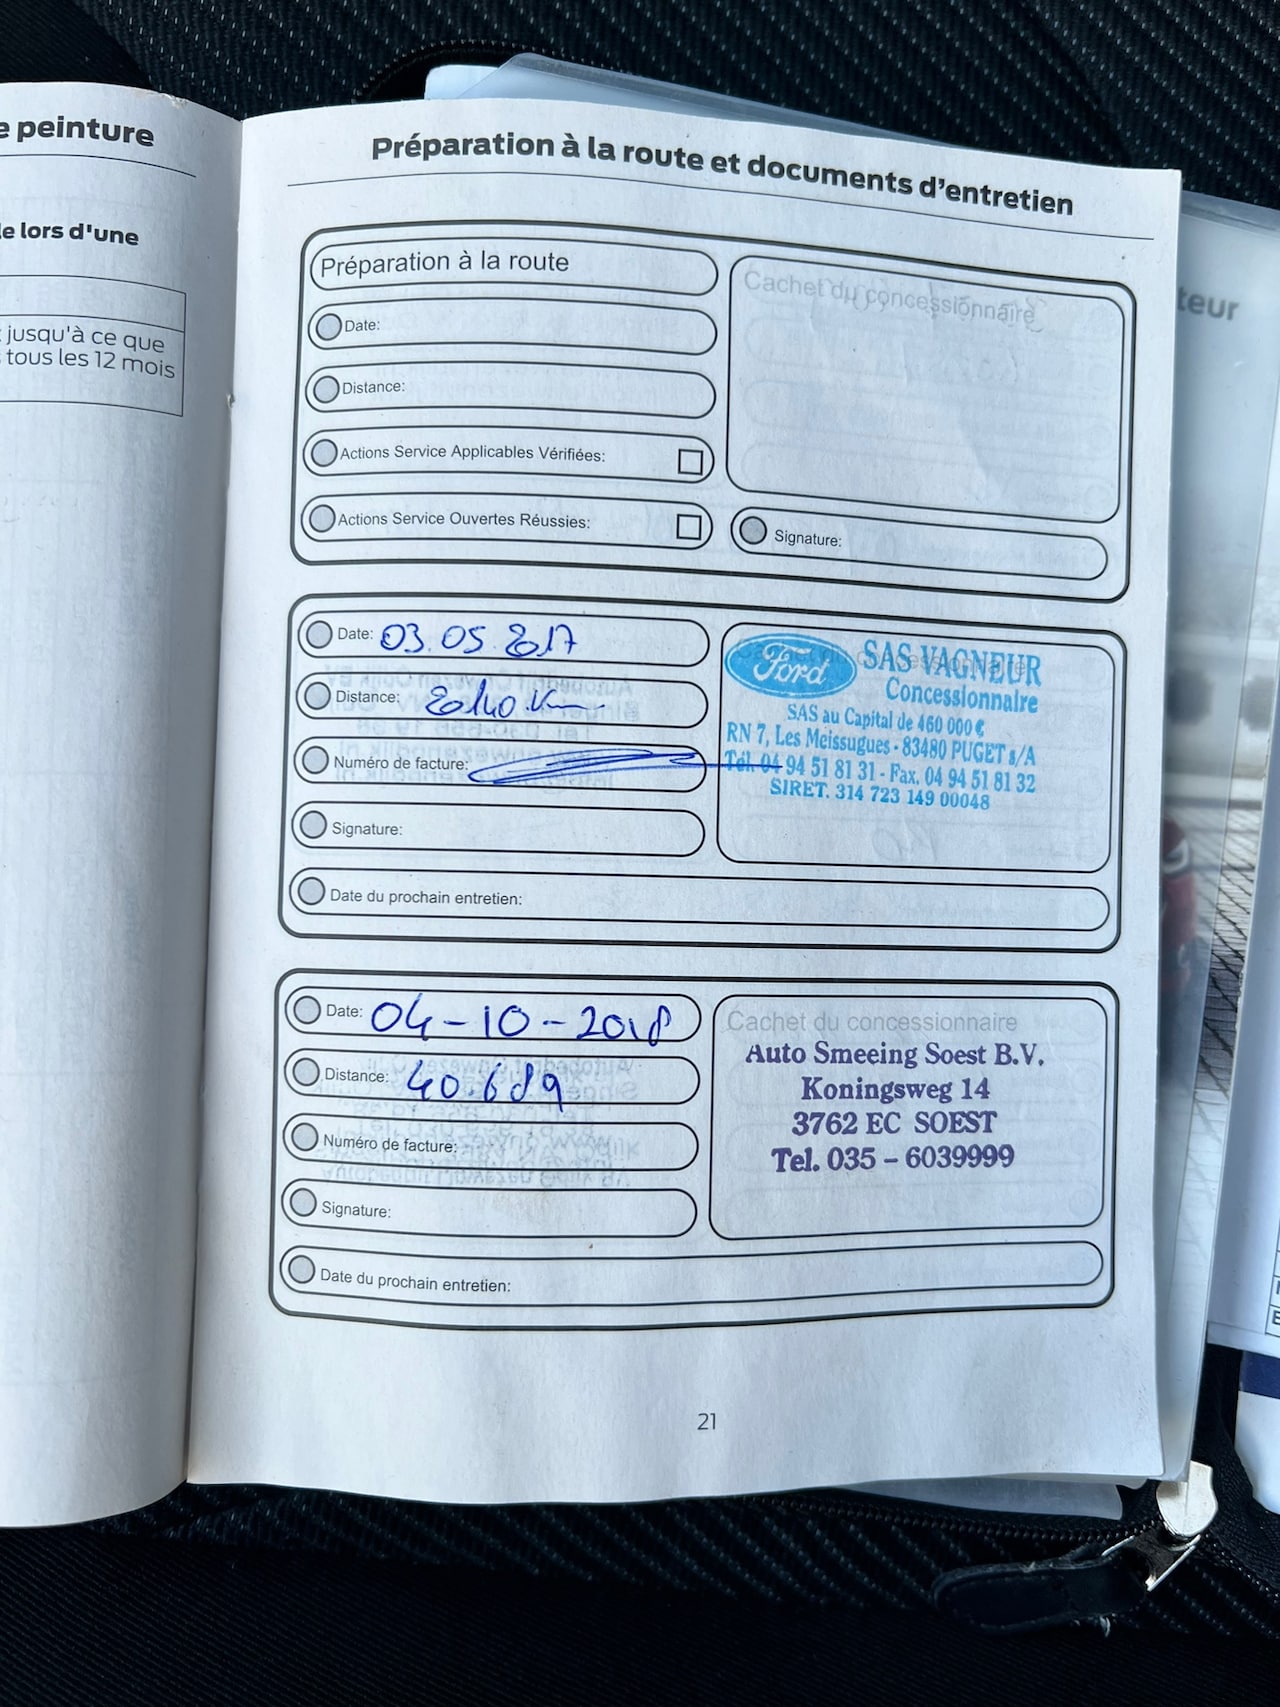 e peinture
le lors d'une
jusqu'à ce que
tous les 12 mois
Préparation à la route et documents d'entretien
Préparation à la route
Date:
Distance:
Actions Service Applicables Vérifiées:
Actions Service Ouvertes Réussies:
Cachet du concessionnaire
Signature:
Date: 03.05.2017
Distance: 20140 Km
Numéro de facture:
Signature:
Date du prochain entretien:
Ford
SAS VAGNEUR
Concessionnaire
SAS au Capital de 460 000 €
RN 7, Les Meissugues - 83480 PUGET s/A
Tél. 04 94 51 81 31 - Fax. 04 94 51 81 32
SIRET. 314 723 149 00048
Date: 04-10-2018
Distance: 40.689
Numéro de facture:
Signature:
Date du prochain entretien:
Cachet du concessionnaire
Auto Smeeing Soest B.V.
Koningsweg 14
3762 EC SOEST
Tel. 035 - 6039999
21
teur